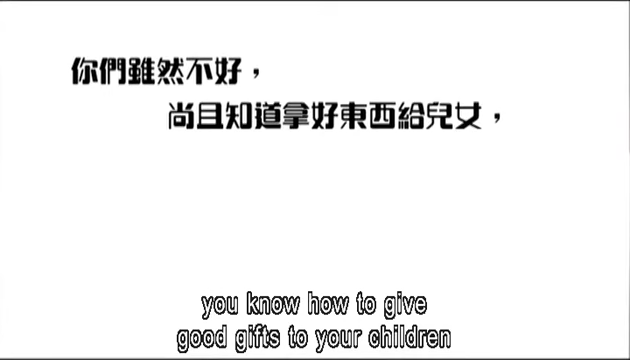 你們雖然不好，
尚且知道拿好東西給兒女，
you know how to give
good gifts to your children